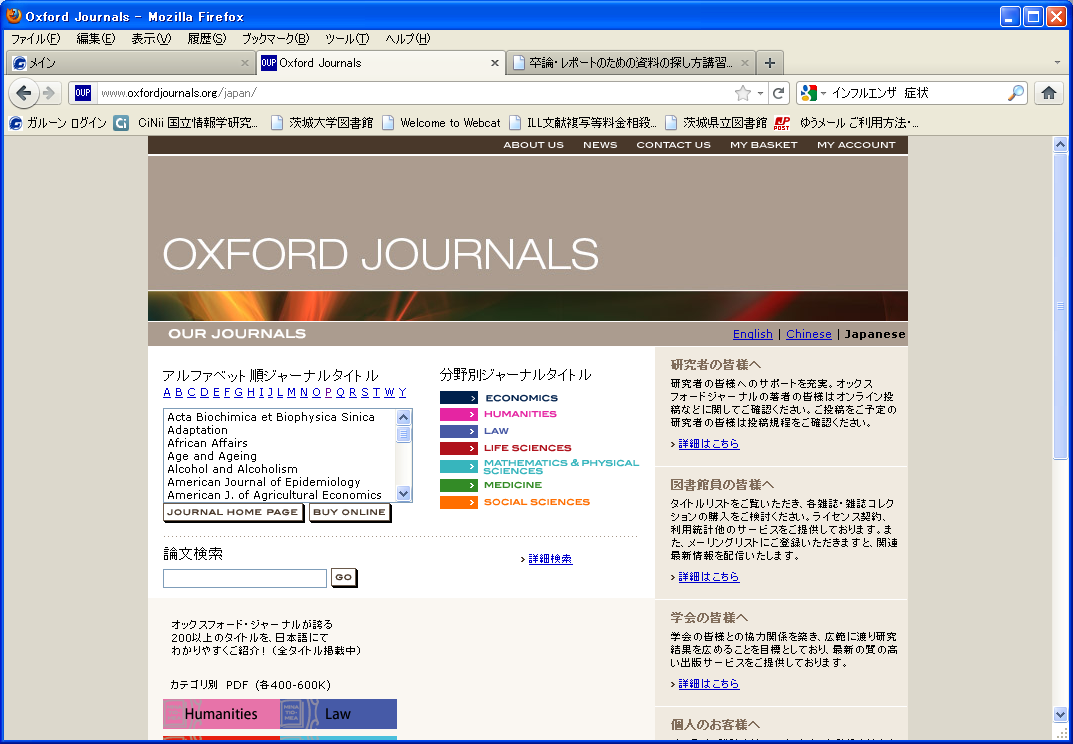 Oxford Journals - Mozilla Firefox
ファイル(F) 編集(E) 表示(V) 履歴(S) ブックマーク(B) ツール(T) ヘルプ(H)
メイン
OUP Oxford Journals
卒論・レポートのための資料の探し方講習...
OUP www.oxfordjournals.org/japan/
インフルエンザ 症状
ガルーン ログイン Ci CiNii 国立情報学研究... 茨城大学図書館 Welcome to Webcat ILL文献複写等料金相殺... 茨城県立図書館 JP POST ゆうメール ご利用方法・...
ABOUT US NEWS CONTACT US MY BASKET MY ACCOUNT
OXFORD JOURNALS
OUR JOURNALS
English | Chinese | Japanese
アルファベット順ジャーナルタイトル
A B C D E F G H I J L M N O P Q R S T W Y
Acta Biochimica et Biophysica Sinica
Adaptation
African Affairs
Age and Ageing
Alcohol and Alcoholism
American Journal of Epidemiology
American J. of Agricultural Economics
JOURNAL HOME PAGE BUY ONLINE
分野別ジャーナルタイトル
ECONOMICS
HUMANITIES
LAW
LIFE SCIENCES
MATHEMATICS & PHYSICAL
SCIENCES
MEDICINE
SOCIAL SCIENCES
論文検索
GO
› 詳細検索
オックスフォード・ジャーナルが誇る
200以上のタイトルを、日本語にて
わかりやすくご紹介！（全タイトル掲載中）
カテゴリ別 PDF (各400-600K)
Humanities
Law
研究者の皆様へ
研究者の皆様へのサポートを充実。オックス
フォードジャーナルの著者の皆様はオンライン投
稿などに関してご確認ください。ご投稿をご予定の
研究者の皆様は投稿規程をご確認ください。
› 詳細はこちら
図書館員の皆様へ
タイトルリストをご覧いただき、各雑誌・雑誌コレク
ションの購入をご検討ください。ライセンス契約、
利用統計他のサービスをご提供しております。ま
た、メーリングリストにご登録いただきますと、関連
最新情報を配信いたします。
› 詳細はこちら
学会の皆様へ
学会の皆様との協力関係を築き、広範に渡り研究
結果を広めることを目標としており、最新の質の高
い出版サービスをご提供しております。
› 詳細はこちら
個人のお客様へ